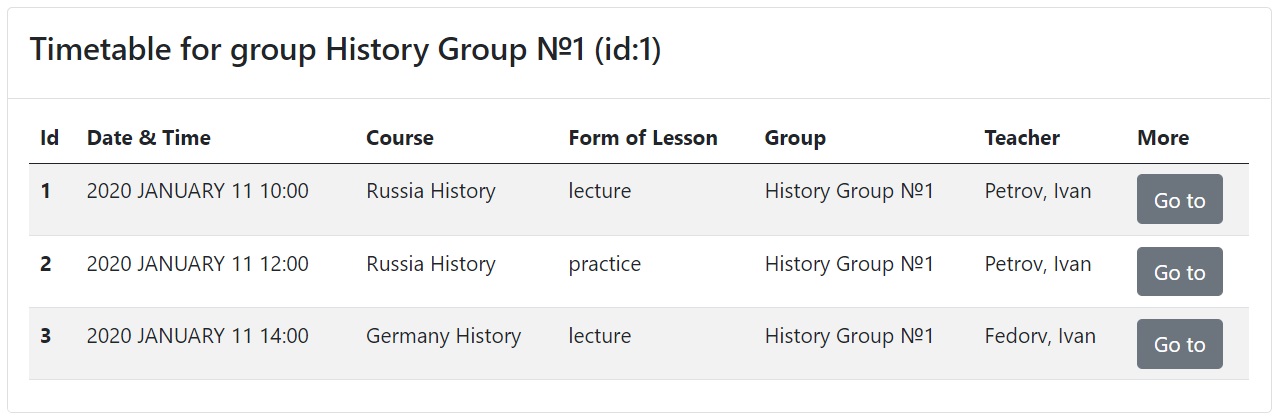 Timetable for group History Group №1 (id:1)
Id Date & Time Course Form of Lesson Group Teacher More
1 2020 JANUARY 11 10:00 Russia History lecture History Group №1 Petrov, Ivan Go to
2 2020 JANUARY 11 12:00 Russia History practice History Group №1 Petrov, Ivan Go to
3 2020 JANUARY 11 14:00 Germany History lecture History Group №1 Fedorv, Ivan Go to